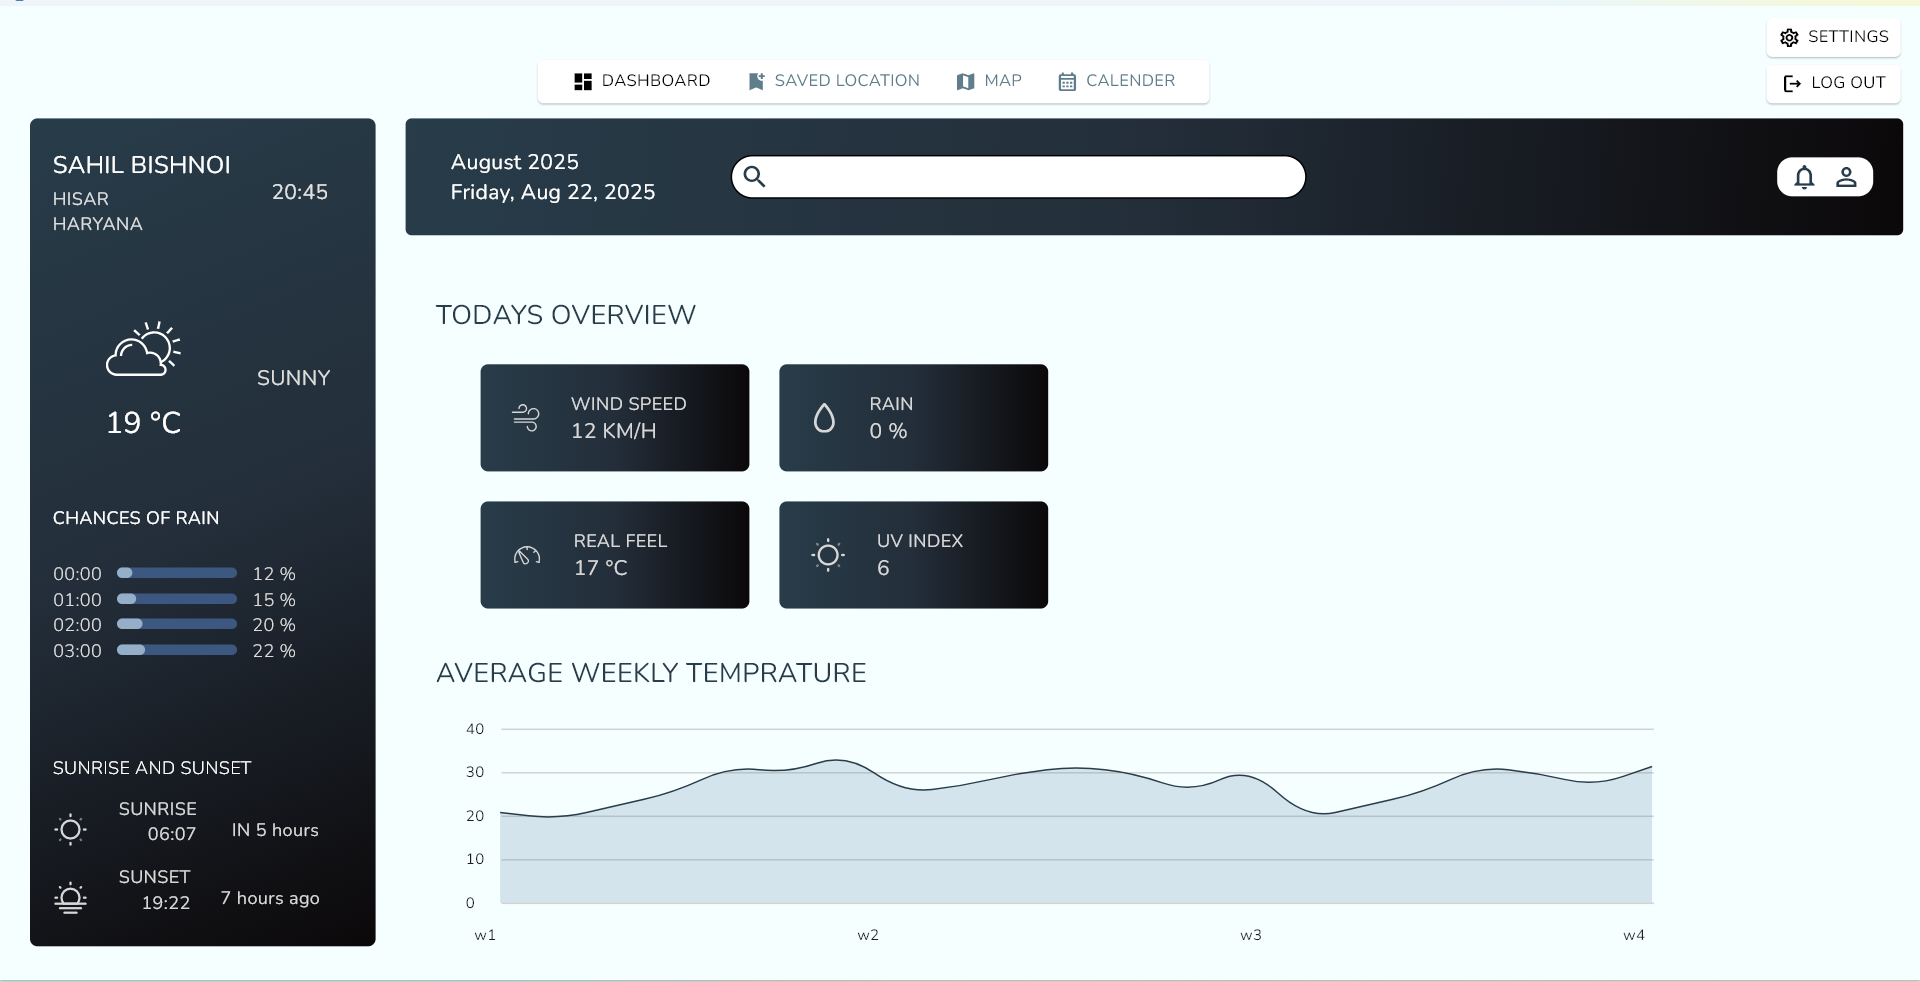 SETTINGS
LOG OUT
DASHBOARD
SAVED LOCATION
MAP
CALENDER
SAHIL BISHNOI
HISAR
HARYANA
20:45
SUNNY
19 °C
CHANCES OF RAIN
00:00 12 %
01:00 15 %
02:00 20 %
03:00 22 %
SUNRISE AND SUNSET
SUNRISE
06:07
IN 5 hours
SUNSET
19:22
7 hours ago
August 2025
Friday, Aug 22, 2025
TODAYS OVERVIEW
WIND SPEED
12 KM/H
RAIN
0 %
REAL FEEL
17 °C
UV INDEX
6
AVERAGE WEEKLY TEMPRATURE
40
30
20
10
0
w1 w2 w3 w4